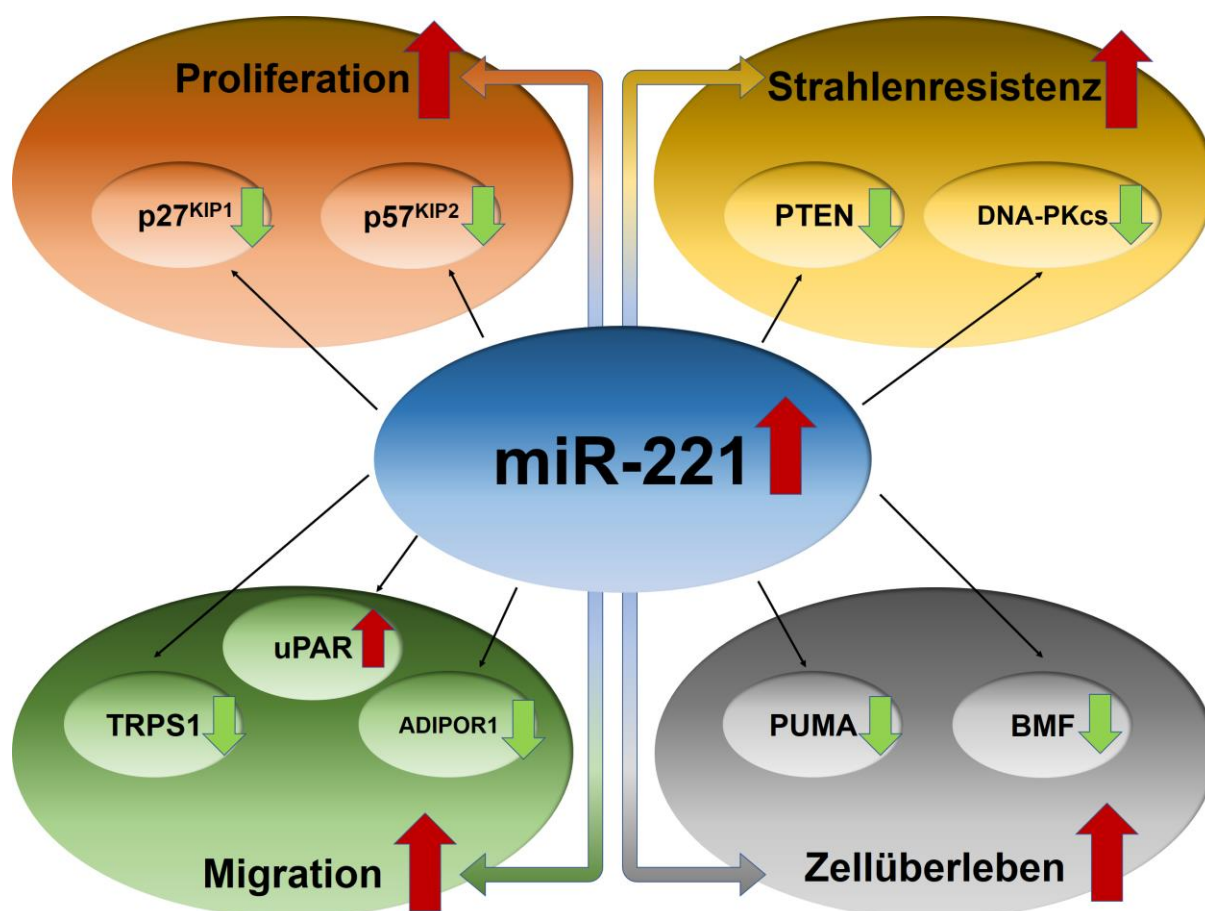 Proliferation
p27KIP1
p57KIP2
Strahlenresistenz
PTEN
DNA-PKcs
miR-221
uPAR
TRPS1
ADIPOR1
Migration
PUMA
BMF
Zellüberleben